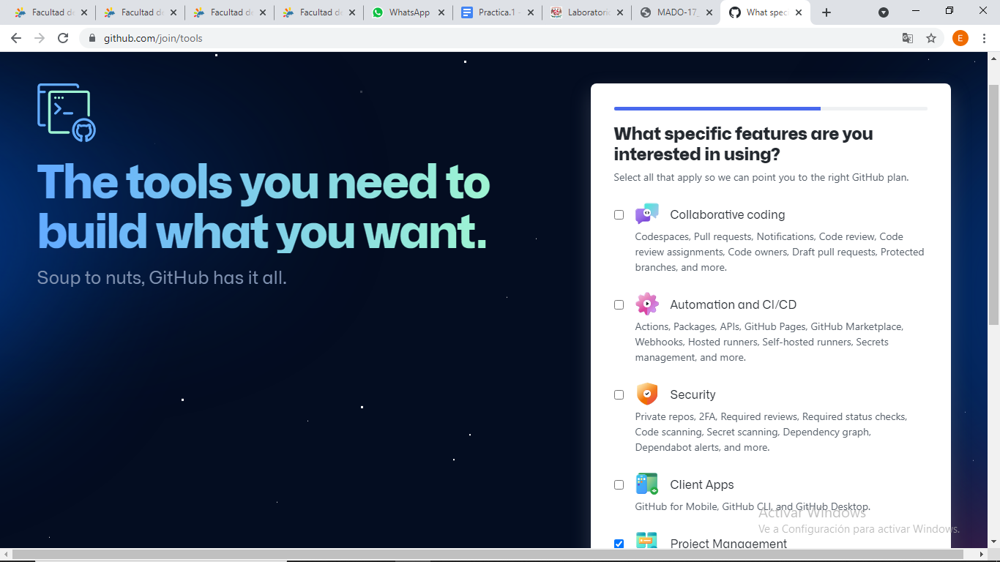 Facultad de
Facultad de
Facultad de
Facultad de
WhatsApp
Practica.1 -
Laboratorio
MADO-17_
What spec
github.com/join/tools
E
The tools you need to
build what you want.
Soup to nuts, GitHub has it all.
What specific features are you
interested in using?
Select all that apply so we can point you to the right GitHub plan.
Collaborative coding
Codespaces, Pull requests, Notifications, Code review, Code
review assignments, Code owners, Draft pull requests, Protected
branches, and more.
Automation and CI/CD
Actions, Packages, APIs, GitHub Pages, GitHub Marketplace,
Webhooks, Hosted runners, Self-hosted runners, Secrets
management, and more.
Security
Private repos, 2FA, Required reviews, Required status checks,
Code scanning, Secret scanning, Dependency graph,
Dependabot alerts, and more.
Client Apps
GitHub for Mobile, GitHub CLI, and GitHub Desktop.
Activar Windows
Ve a Configuración para activar Windows.
Project Management